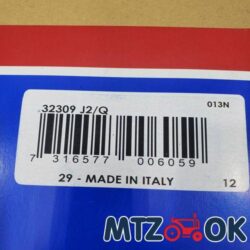 32309 J2/Q
013N
7 316577 006059
29 - MADE IN ITALY
12
MTZ OK